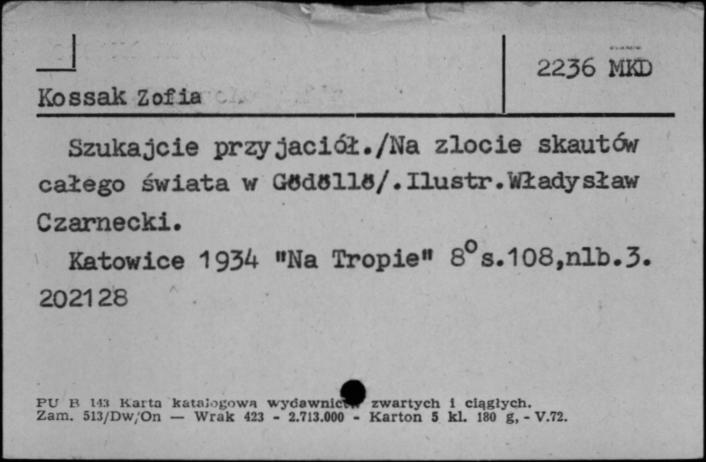 2236 MKD
Kossak Zofia
Szukajcie przyjaciół./Na zlocie skautów
całego świata w Gödöllö/.Ilustr.Władysław
Czarnecki.
Katowice 1934 "Na Tropie" 8° s.108,nlb.3.
202128
PU B 143 Karta katalogowa wydawnictw zwartych i ciągłych.
Zam. 513/Dw/On — Wrak 423 - 2.713.000 - Karton 5 kl. 180 g, - V.72.